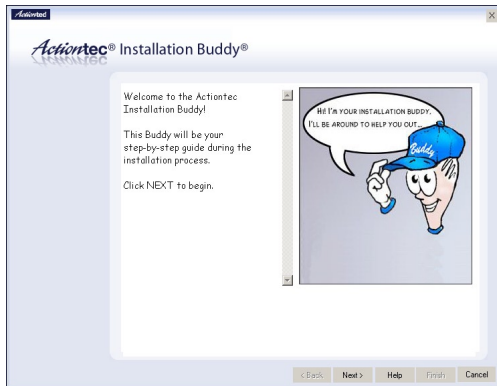 Actiontec
Actiontec® Installation Buddy®
Welcome to the Actiontec
Installation Buddy!
This Buddy will be your
step-by-step guide during the
installation process.
Click NEXT to begin.
Hi! I'M YOUR INSTALLATION BUDDY.
I'LL BE AROUND TO HELP YOU OUT...
Buddy
< Back Next > Help Finish Cancel